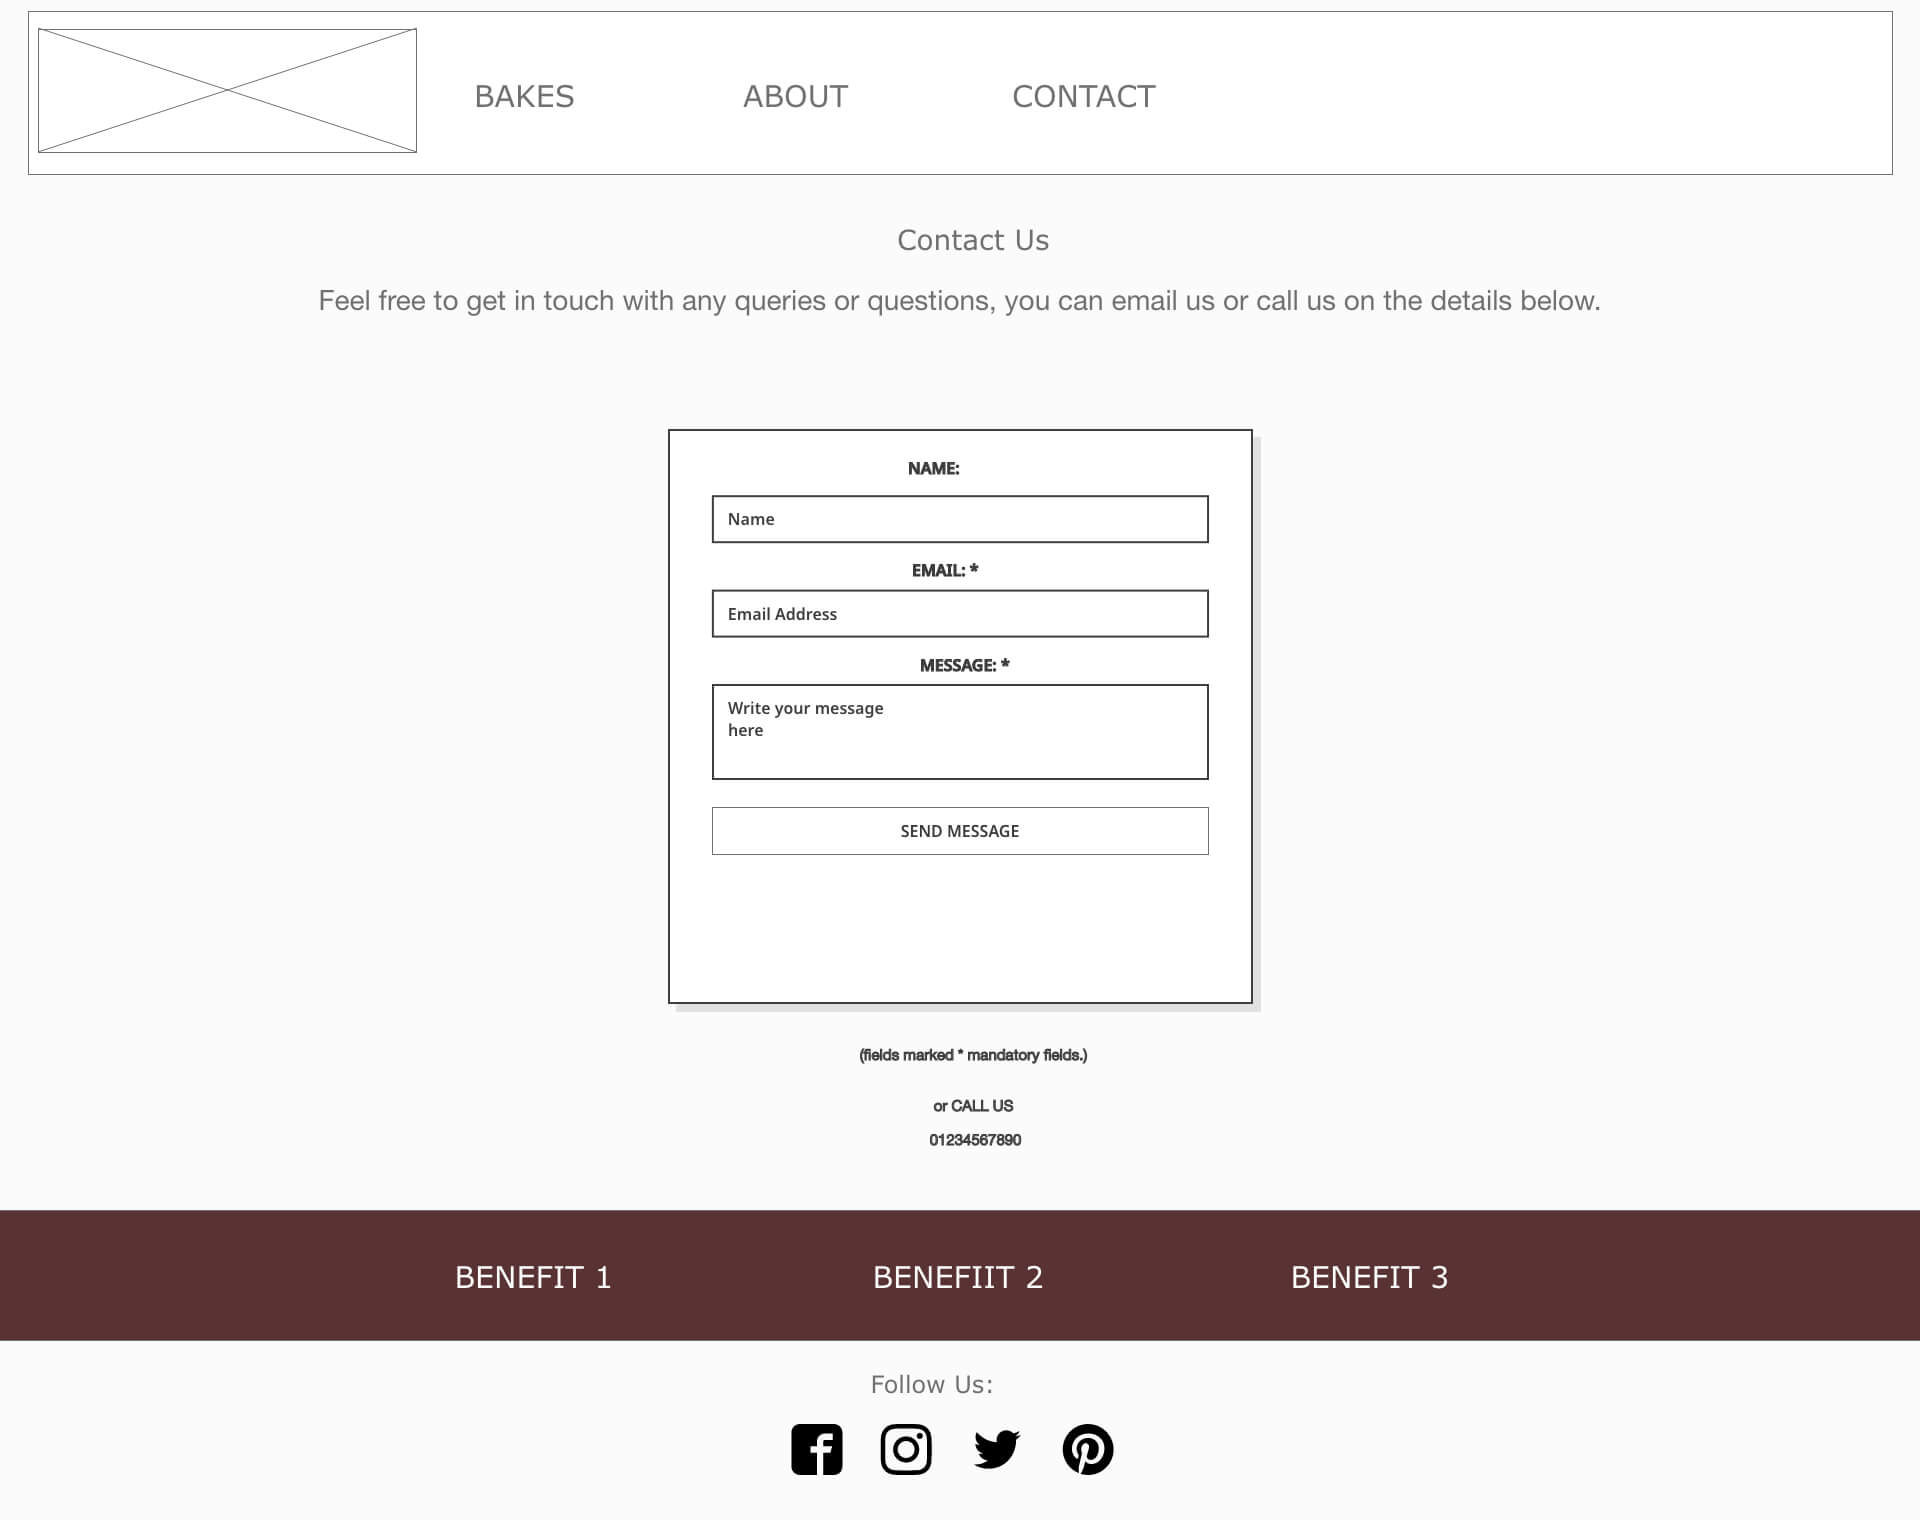 BAKES ABOUT CONTACT
Contact Us
Feel free to get in touch with any queries or questions, you can email us or call us on the details below.
NAME:
Name
EMAIL: *
Email Address
MESSAGE: *
Write your message
here
SEND MESSAGE
(fields marked * mandatory fields.)
or CALL US
01234567890
BENEFIT 1 BENEFIIT 2 BENEFIT 3
Follow Us: